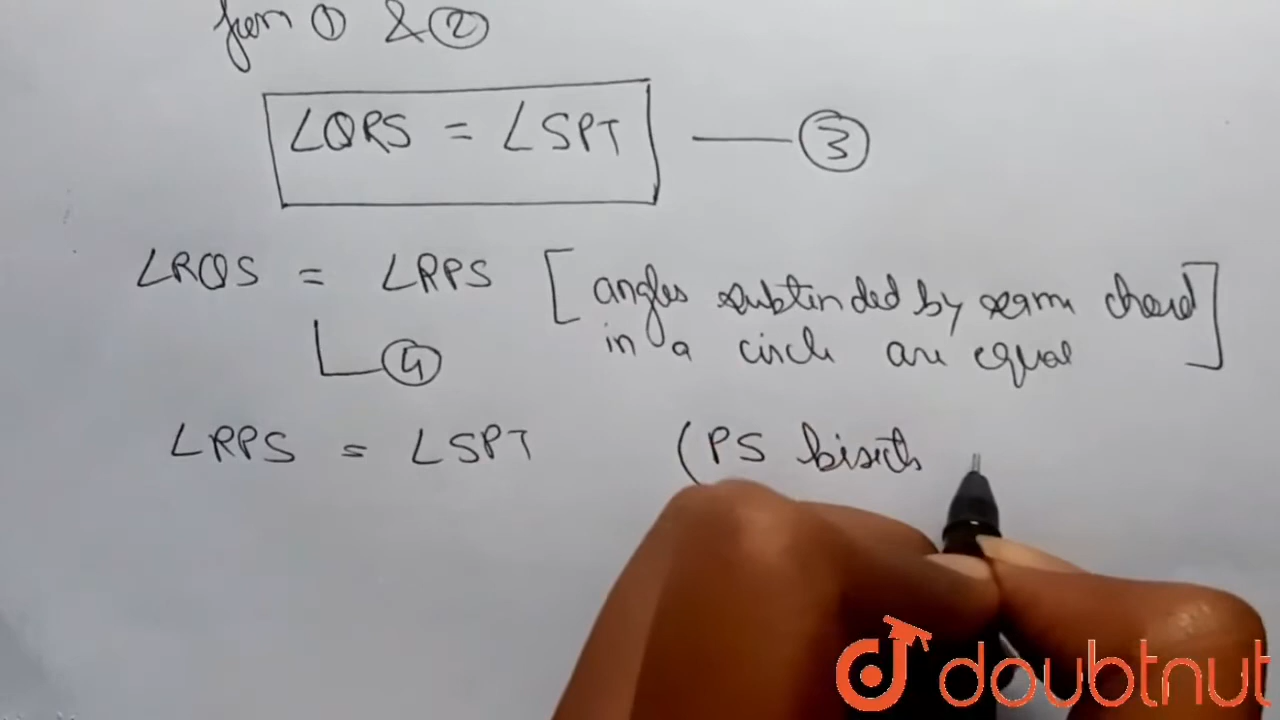 from ① & ②
∠QRS = ∠SPT — ③
∠RQS = ∠RPS [angles subtended by same chord
in a circle are equal]
④
∠RPS = ∠SPT (PS bisects
doubtnut